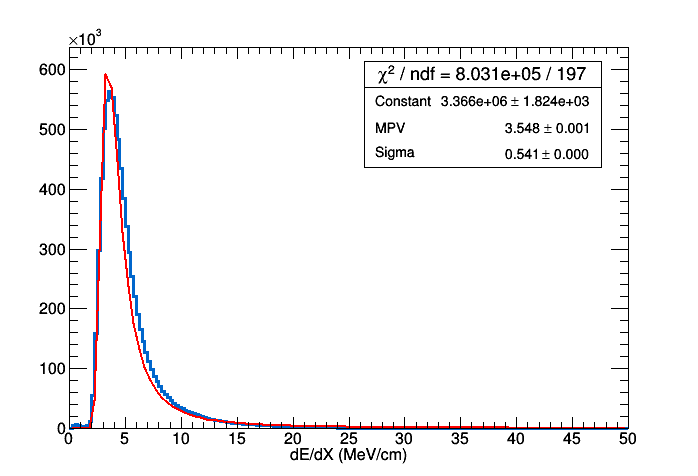 ×10³
600
500
400
300
200
100
0
0 5 10 15 20 25 30 35 40 45 50
dE/dX (MeV/cm)
χ² / ndf = 8.031e+05 / 197
Constant 3.366e+06 ± 1.824e+03
MPV 3.548 ± 0.001
Sigma 0.541 ± 0.000